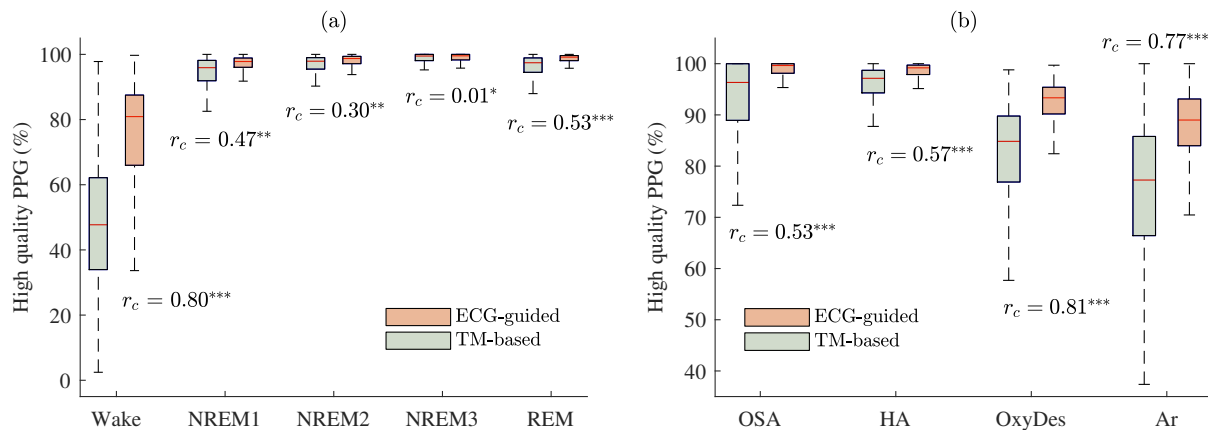 (a)
High quality PPG (%)
100
80
60
40
20
0
r_c = 0.47**
r_c = 0.30**
r_c = 0.01*
r_c = 0.53***
r_c = 0.80***
ECG-guided
TM-based
Wake NREM1 NREM2 NREM3 REM
(b)
High quality PPG (%)
100
90
80
70
60
50
40
r_c = 0.77***
r_c = 0.57***
r_c = 0.53***
r_c = 0.81***
ECG-guided
TM-based
OSA HA OxyDes Ar